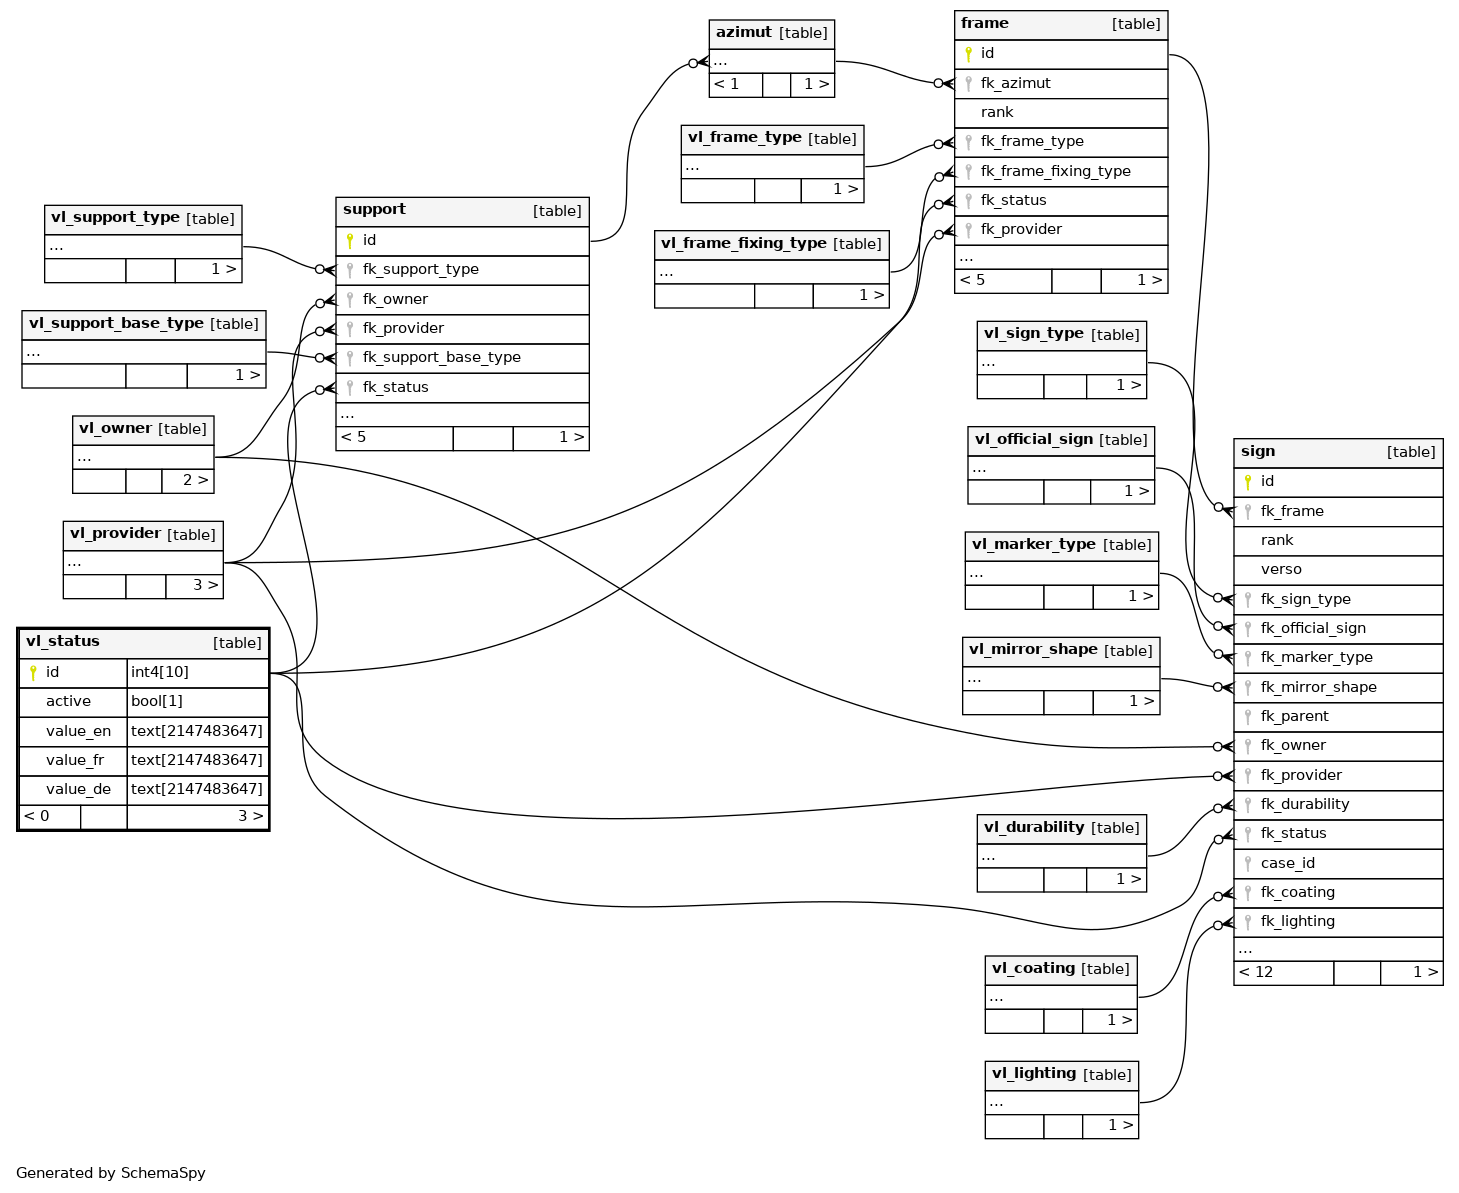 azimut [table]
...
< 1 1 >
frame [table]
id
fk_azimut
rank
fk_frame_type
fk_frame_fixing_type
fk_status
fk_provider
...
< 5 1 >
vl_frame_type [table]
...
1 >
vl_frame_fixing_type [table]
...
1 >
vl_support_type [table]
...
1 >
support [table]
id
fk_support_type
fk_owner
fk_provider
fk_support_base_type
fk_status
...
< 5 1 >
vl_support_base_type [table]
...
1 >
vl_owner [table]
...
2 >
vl_provider [table]
...
3 >
vl_status [table]
id int4[10]
active bool[1]
value_en text[2147483647]
value_fr text[2147483647]
value_de text[2147483647]
< 0 3 >
vl_sign_type [table]
...
1 >
vl_official_sign [table]
...
1 >
vl_marker_type [table]
...
1 >
vl_mirror_shape [table]
...
1 >
sign [table]
id
fk_frame
rank
verso
fk_sign_type
fk_official_sign
fk_marker_type
fk_mirror_shape
fk_parent
fk_owner
fk_provider
fk_durability
fk_status
case_id
fk_coating
fk_lighting
...
< 12 1 >
vl_durability [table]
...
1 >
vl_coating [table]
...
1 >
vl_lighting [table]
...
1 >
Generated by SchemaSpy